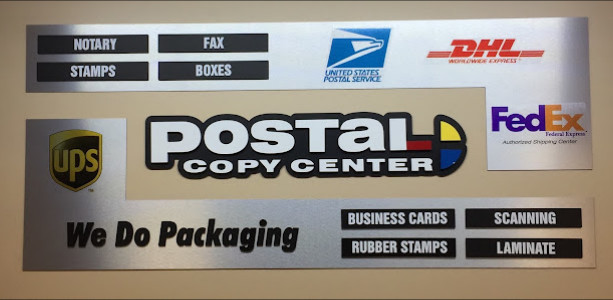 NOTARY FAX
STAMPS BOXES
UNITED STATES
POSTAL SERVICE
DHL
WORLDWIDE EXPRESS
FedEx
Federal Express
Authorized Shipping Center
ups
POSTAL
COPY CENTER
We Do Packaging
BUSINESS CARDS SCANNING
RUBBER STAMPS LAMINATE